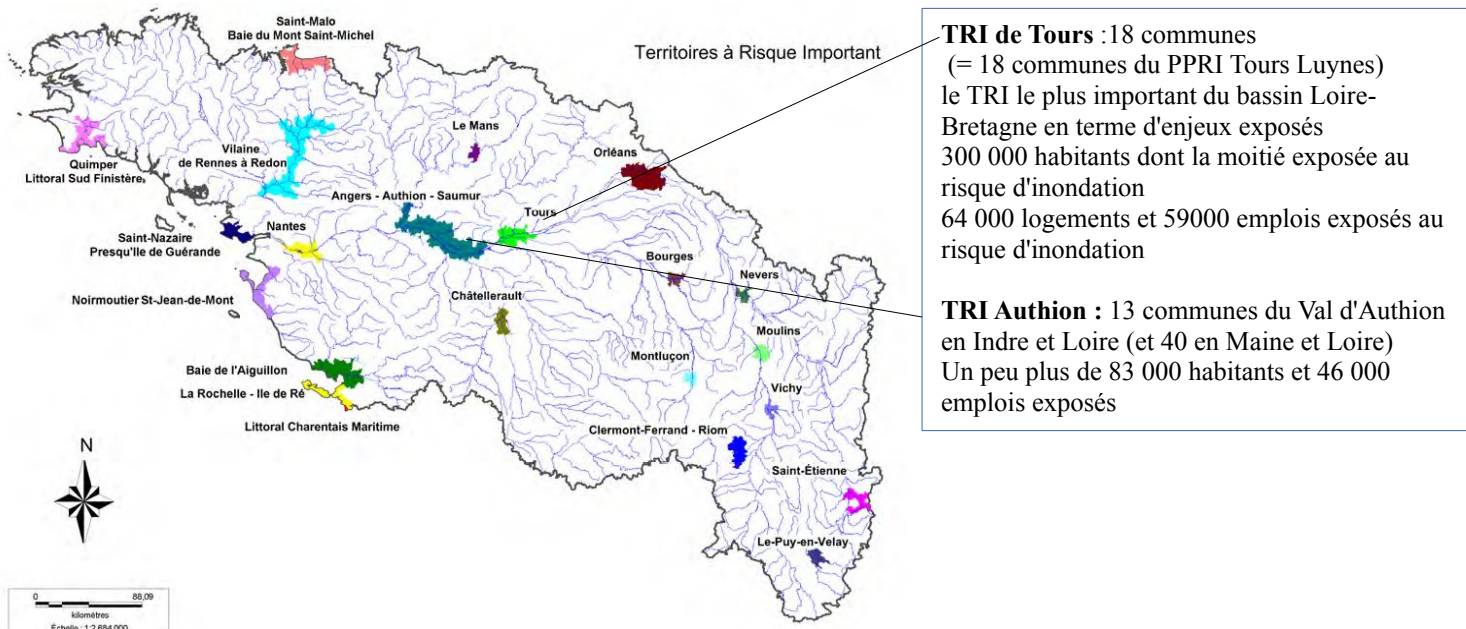 Saint-Malo
Baie du Mont Saint-Michel
Territoires à Risque Important
Le Mans
Orléans
Quimper
Littoral Sud Finistère
Vilaine
de Rennes à Redon
Angers - Authion - Saumur
Tours
Saint-Nazaire
Presqu'Ile de Guérande
Nantes
Bourges
Nevers
Noirmoutier St-Jean-de-Mont
Châtellerault
Moulins
Montluçon
Baie de l'Aiguillon
Vichy
La Rochelle - Ile de Ré
Littoral Charentais Maritime
Clermont-Ferrand - Riom
Saint-Étienne
Le-Puy-en-Velay
N
0 88,09
kilomètres
Échelle : 1:2 684 000
TRI de Tours :18 communes
(= 18 communes du PPRI Tours Luynes)
le TRI le plus important du bassin Loire-
Bretagne en terme d'enjeux exposés
300 000 habitants dont la moitié exposée au
risque d'inondation
64 000 logements et 59000 emplois exposés au
risque d'inondation
TRI Authion : 13 communes du Val d'Authion
en Indre et Loire (et 40 en Maine et Loire)
Un peu plus de 83 000 habitants et 46 000
emplois exposés